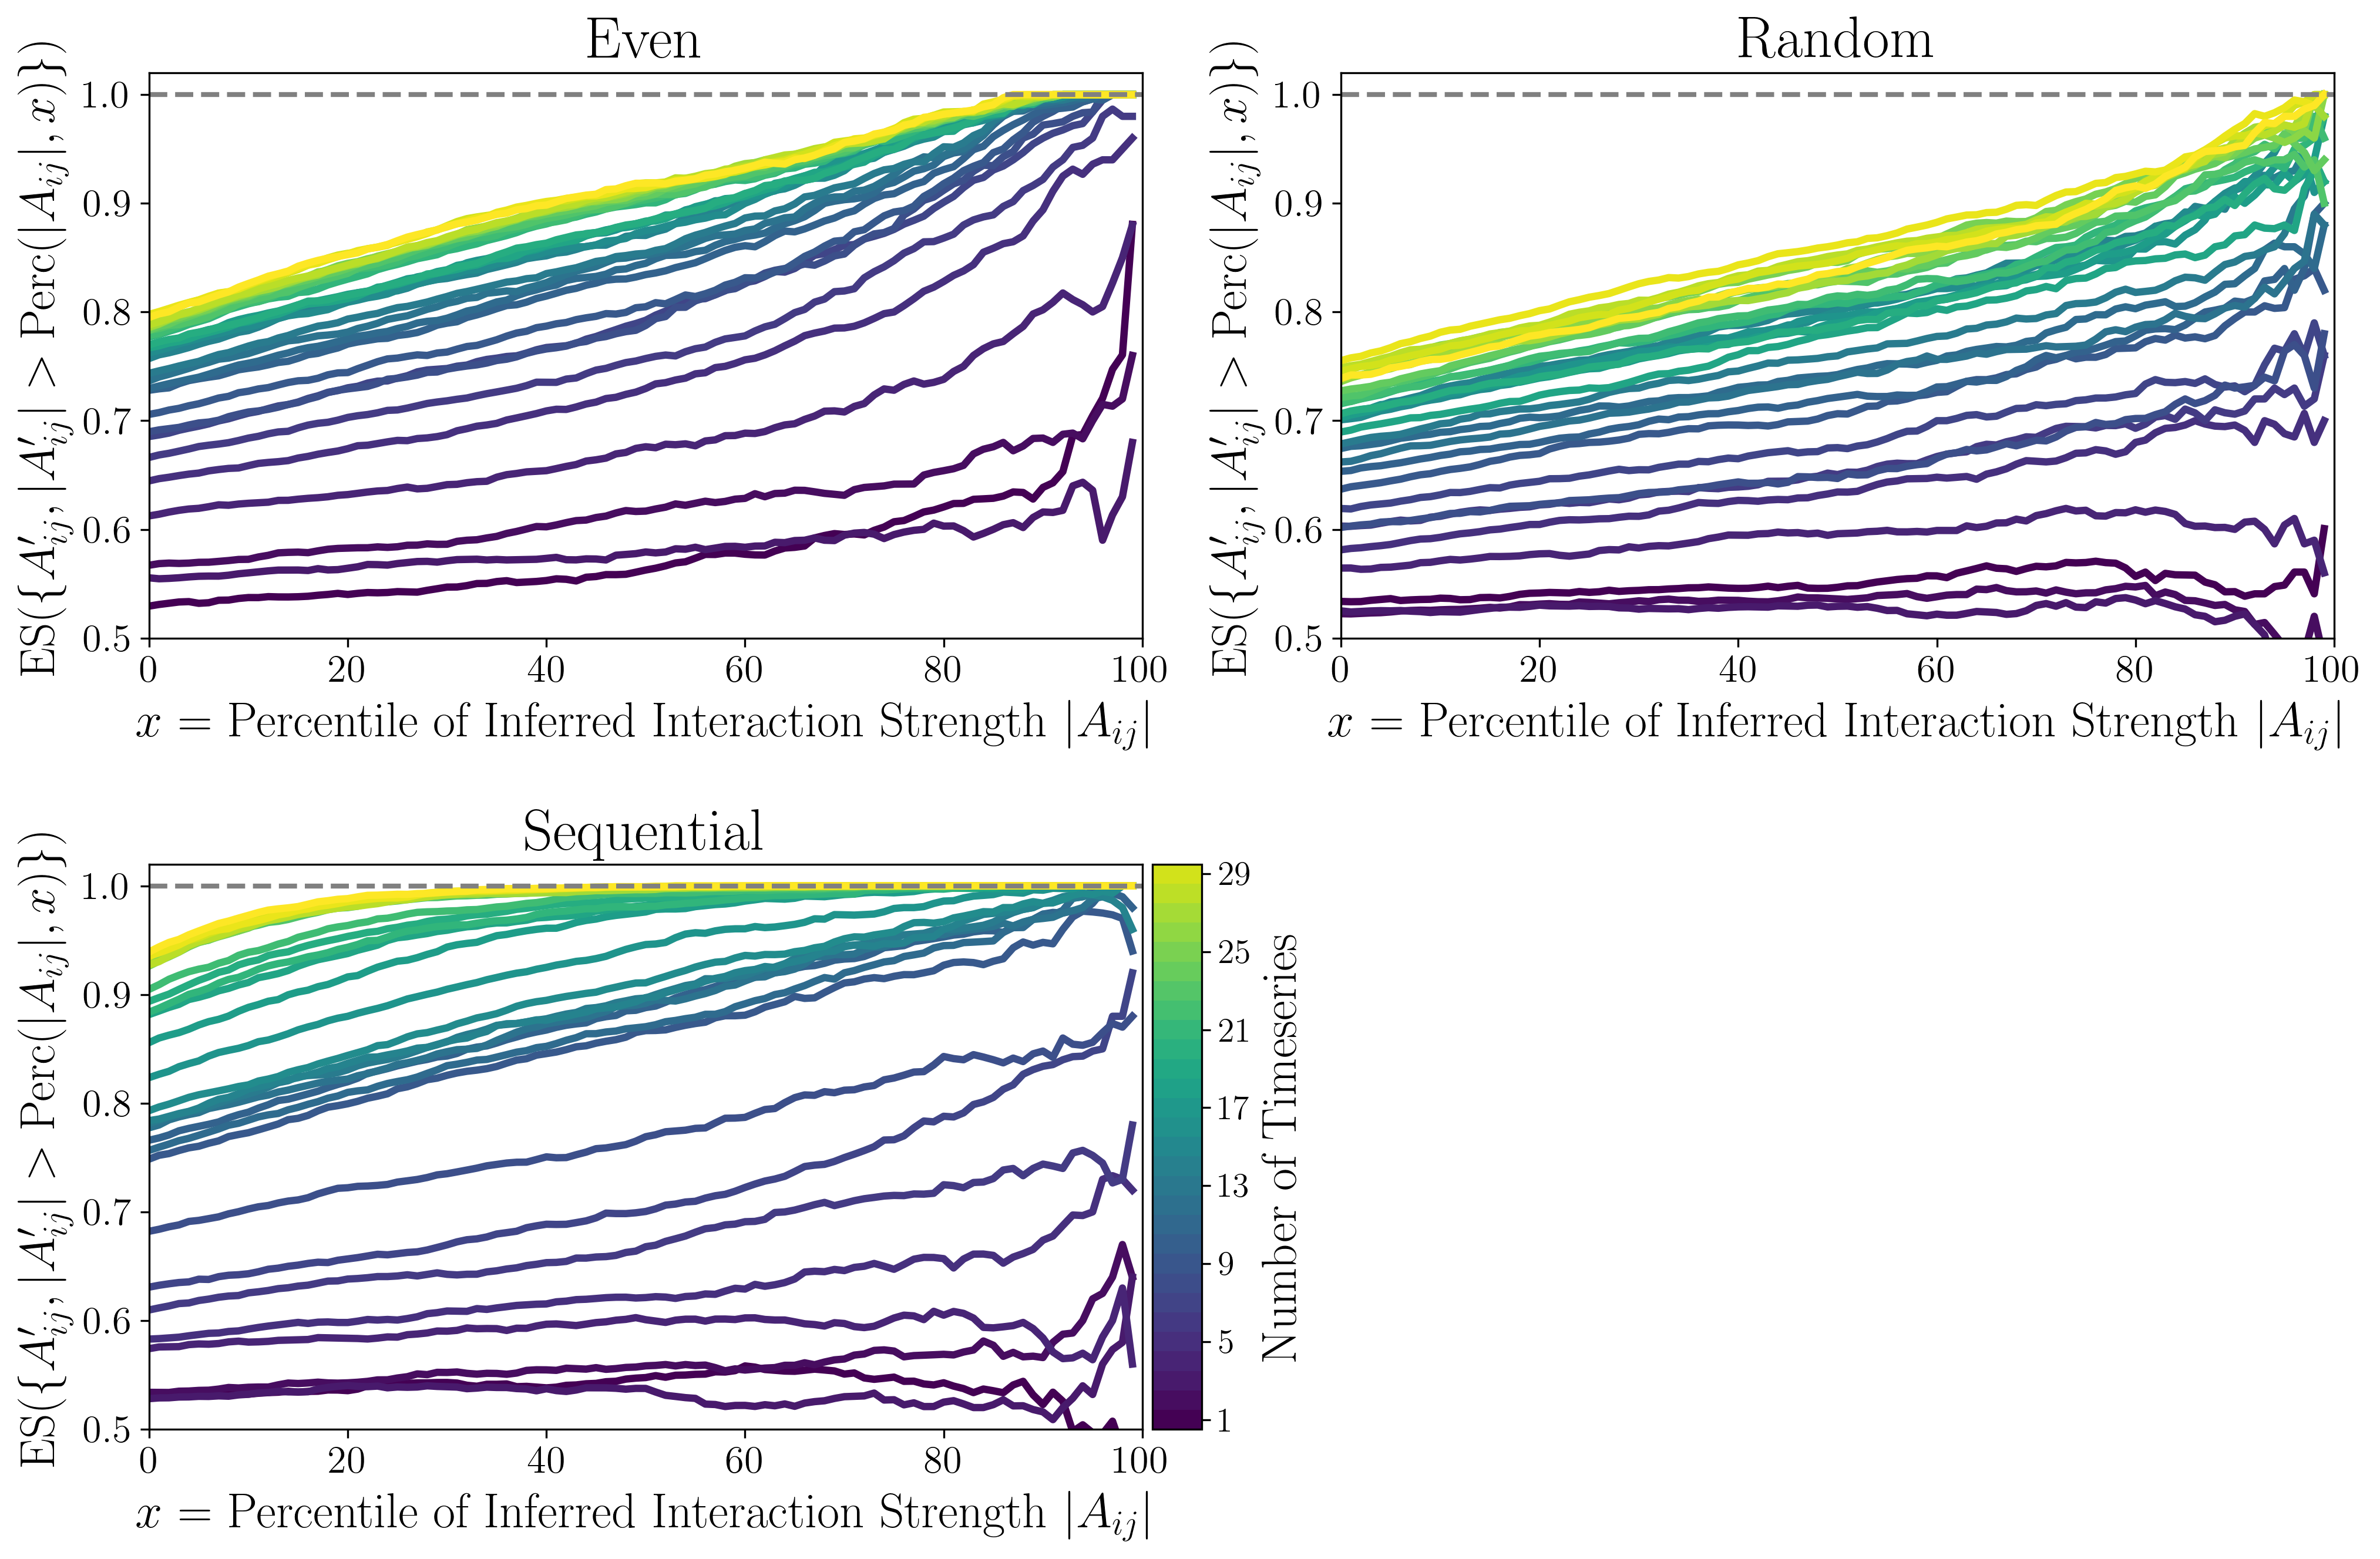 Even
ES({A′ij, |A′ij| > Perc(|Aij|, x)})
1.0
0.9
0.8
0.7
0.6
0.5
0 20 40 60 80 100
x = Percentile of Inferred Interaction Strength |Aij|
Random
ES({A′ij, |A′ij| > Perc(|Aij|, x)})
1.0
0.9
0.8
0.7
0.6
0.5
0 20 40 60 80 100
x = Percentile of Inferred Interaction Strength |Aij|
Sequential
ES({A′ij, |A′ij| > Perc(|Aij|, x)})
1.0
0.9
0.8
0.7
0.6
0.5
0 20 40 60 80 100
x = Percentile of Inferred Interaction Strength |Aij|
29
25
21
17
13
9
5
1
Number of Timeseries